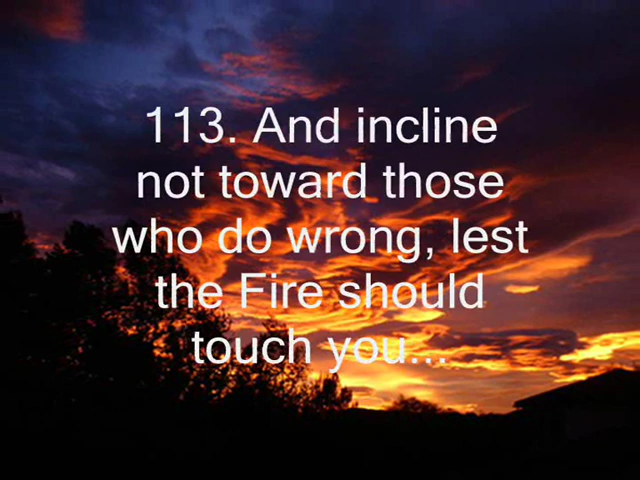 113. And incline
not toward those
who do wrong, lest
the Fire should
touch you...